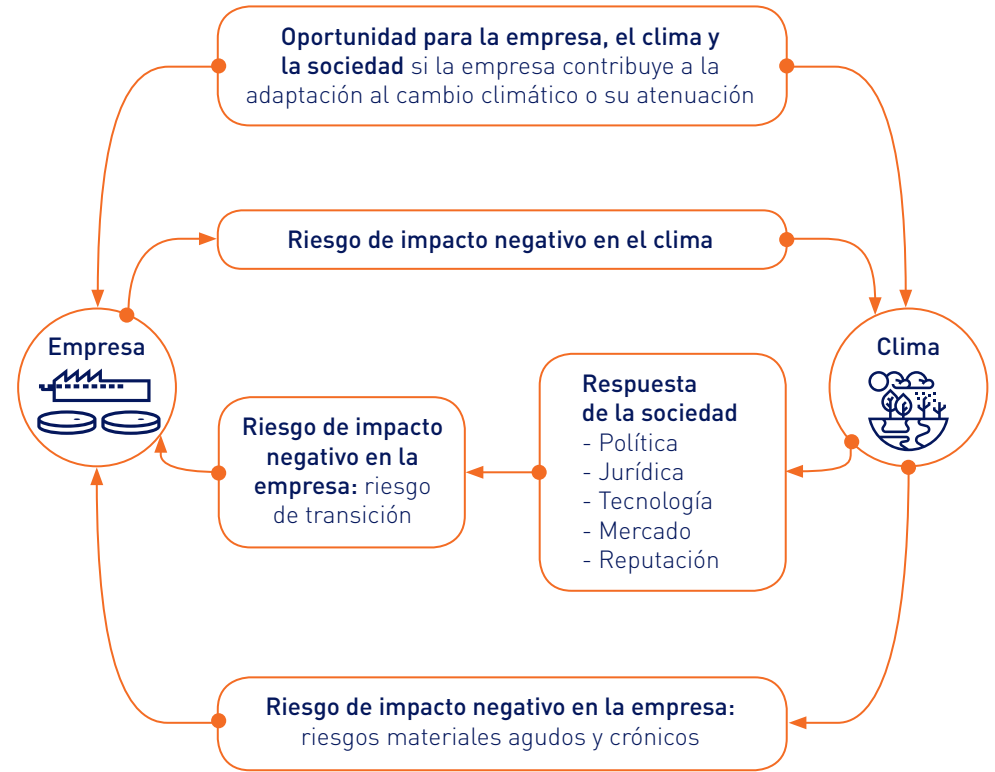 Oportunidad para la empresa, el clima y
la sociedad si la empresa contribuye a la
adaptación al cambio climático o su atenuación
Riesgo de impacto negativo en el clima
Empresa
Clima
Riesgo de impacto
negativo en la
empresa: riesgo
de transición
Respuesta
de la sociedad
- Política
- Jurídica
- Tecnología
- Mercado
- Reputación
Riesgo de impacto negativo en la empresa:
riesgos materiales agudos y crónicos